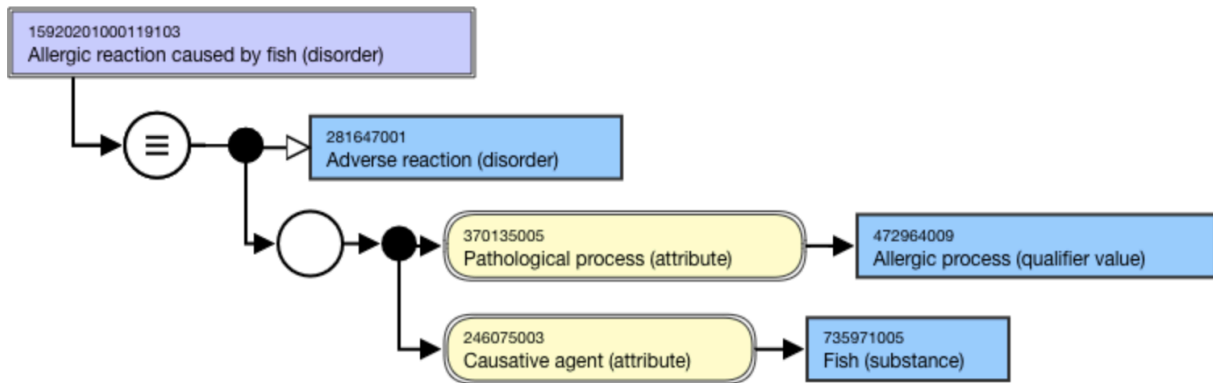 15920201000119103
Allergic reaction caused by fish (disorder)
281647001
Adverse reaction (disorder)
370135005
Pathological process (attribute)
472964009
Allergic process (qualifier value)
246075003
Causative agent (attribute)
735971005
Fish (substance)